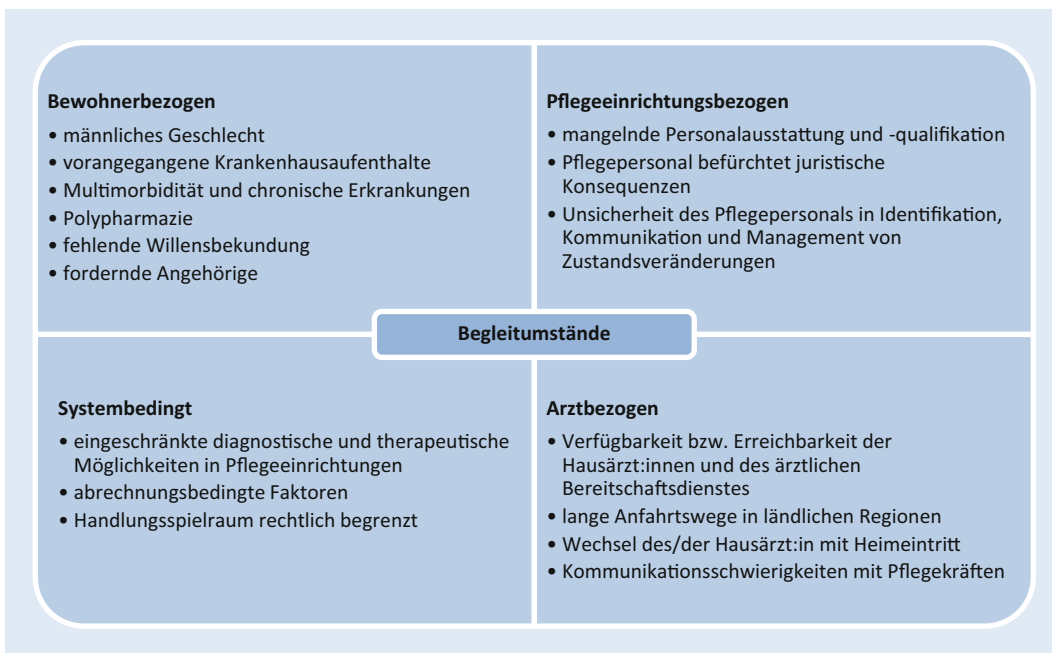 Bewohnerbezogen
• männliches Geschlecht
• vorangegangene Krankenhausaufenthalte
• Multimorbidität und chronische Erkrankungen
• Polypharmazie
• fehlende Willensbekundung
• fordernde Angehörige
Pflegeeinrichtungsbezogen
• mangelnde Personalausstattung und -qualifikation
• Pflegepersonal befürchtet juristische
Konsequenzen
• Unsicherheit des Pflegepersonals in Identifikation,
Kommunikation und Management von
Zustandsveränderungen
Begleitumstände
Systembedingt
• eingeschränkte diagnostische und therapeutische
Möglichkeiten in Pflegeeinrichtungen
• abrechnungsbedingte Faktoren
• Handlungsspielraum rechtlich begrenzt
Arztbezogen
• Verfügbarkeit bzw. Erreichbarkeit der
Hausärzt:innen und des ärztlichen
Bereitschaftsdienstes
• lange Anfahrtswege in ländlichen Regionen
• Wechsel des/der Hausärzt:in mit Heimeintritt
• Kommunikationsschwierigkeiten mit Pflegekräften